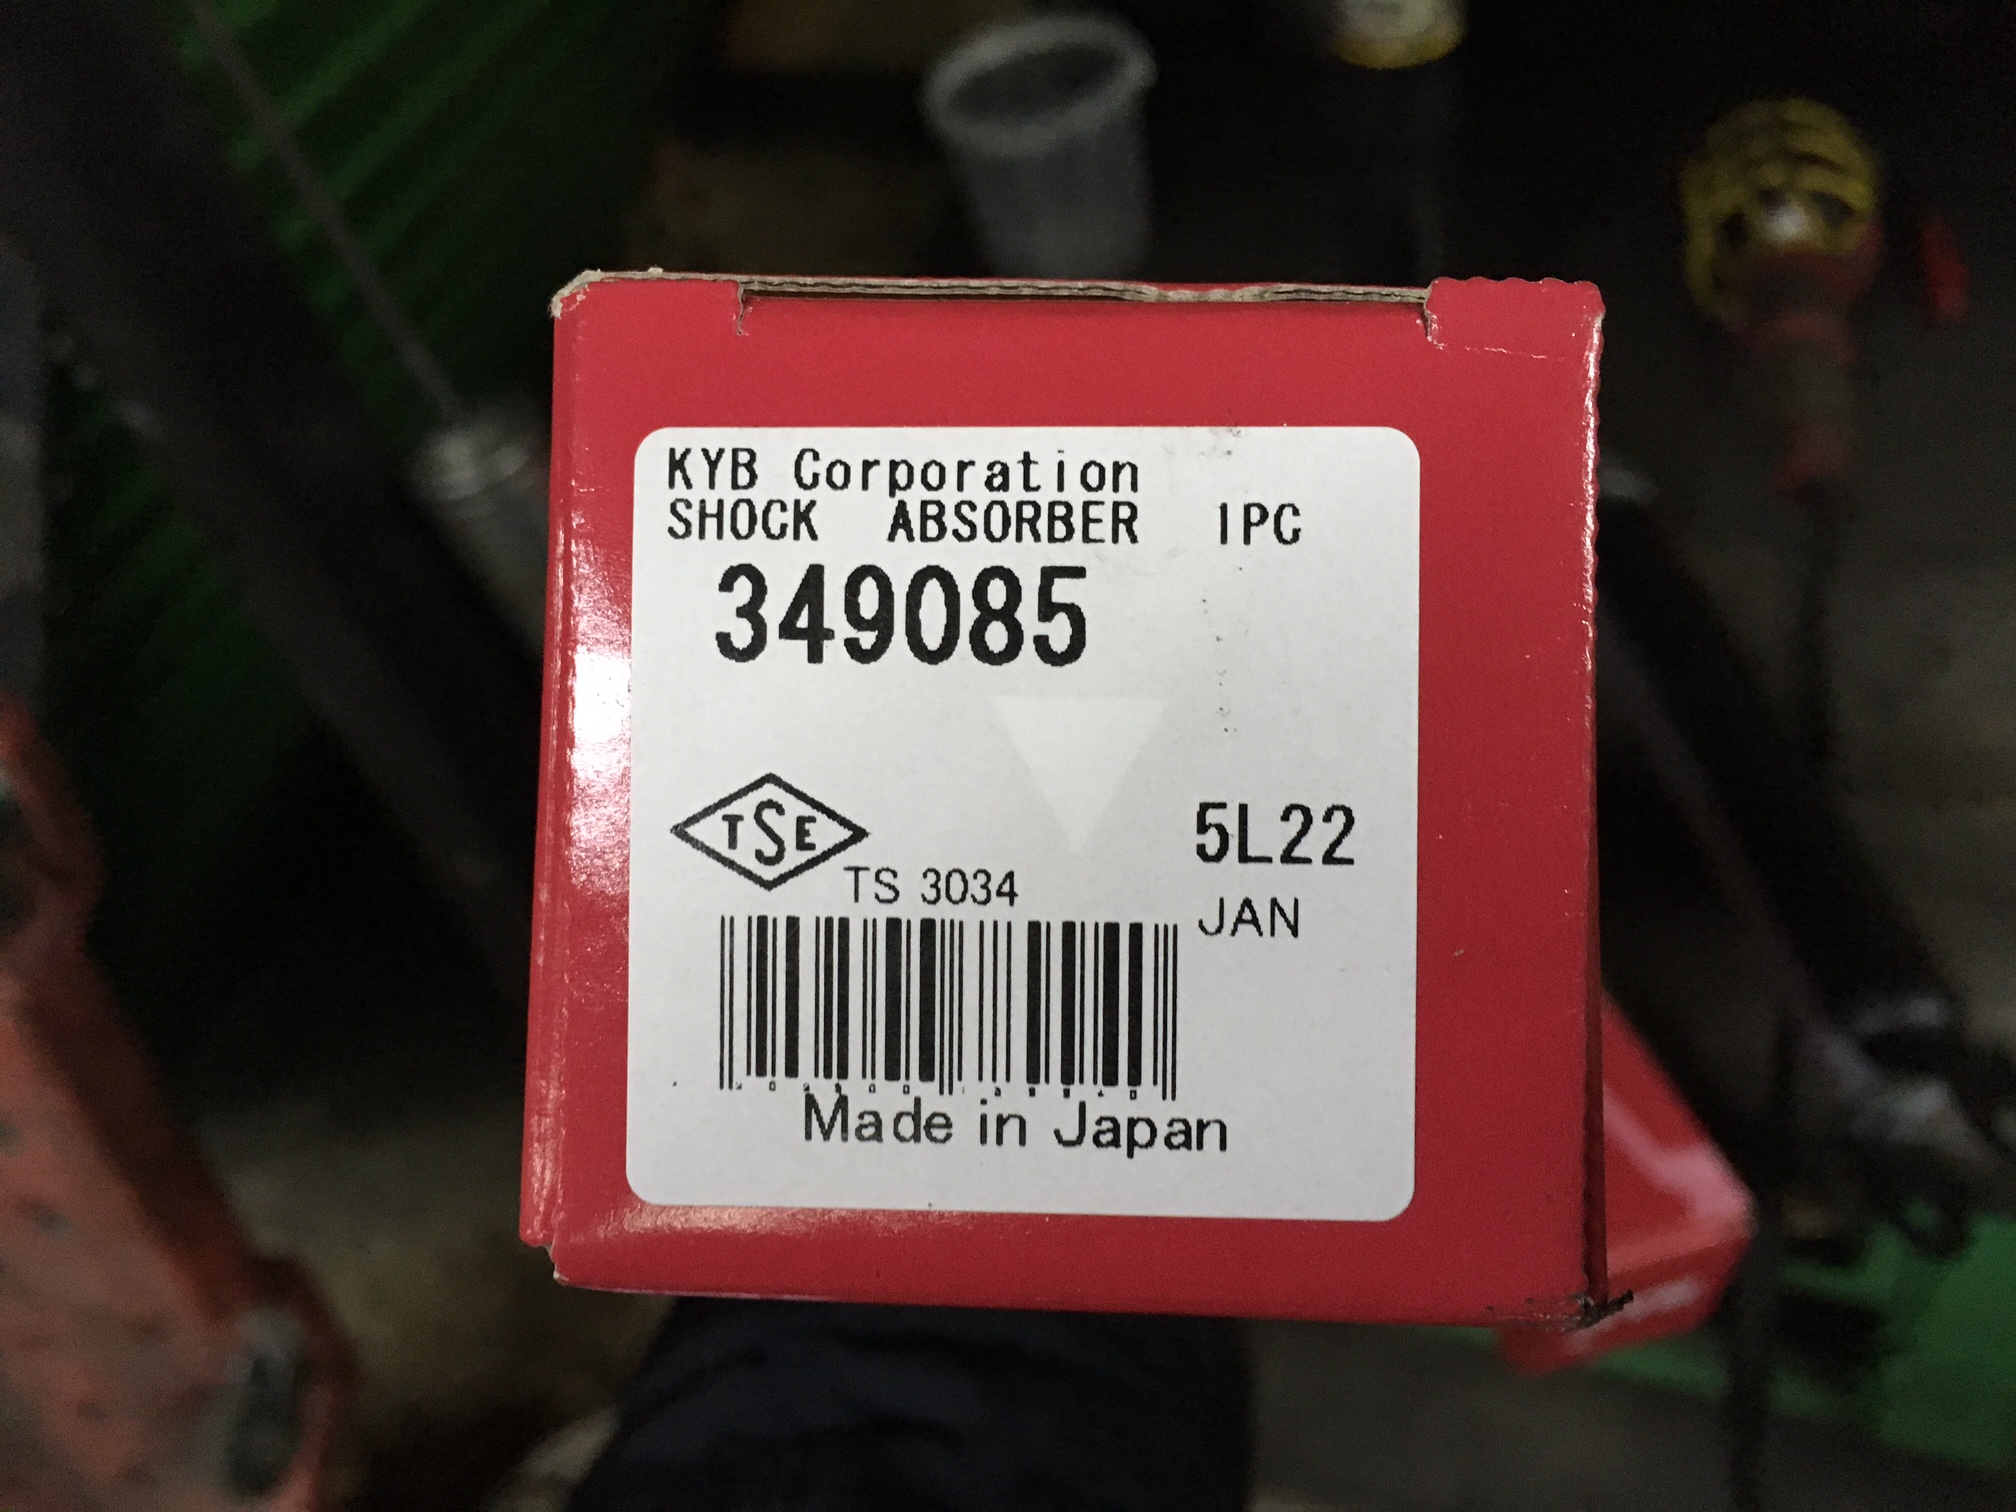 KYB Corporation
SHOCK ABSORBER 1PC
349085
TSE
TS 3034
5L22
JAN
Made in Japan